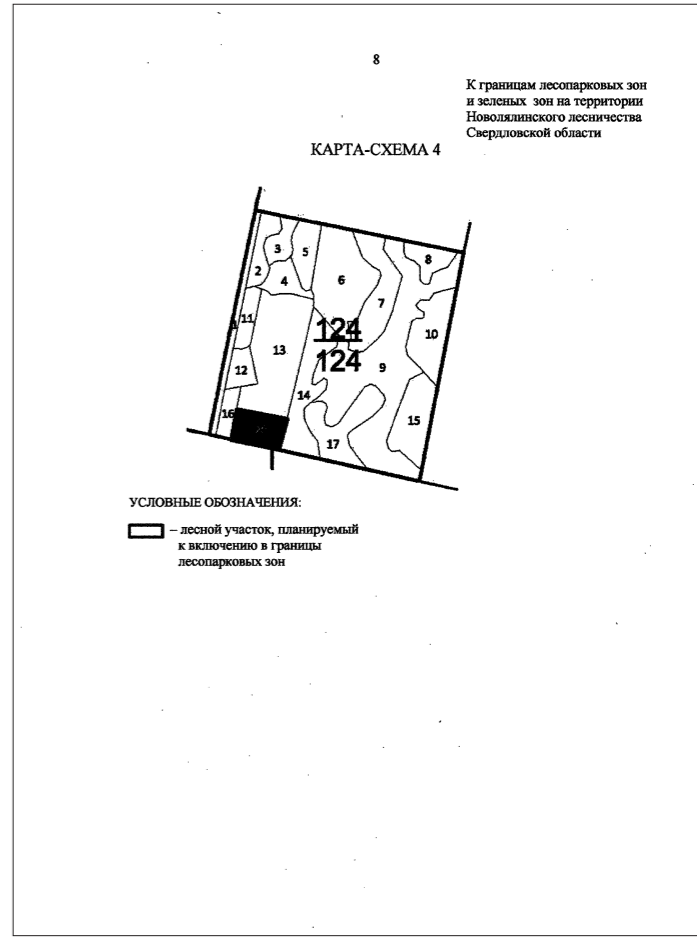 8
К границам лесопарковых зон
и зеленых зон на территории
Новолялинского лесничества
Свердловской области
КАРТА-СХЕМА 4
3
5
8
2
4
6
7
11
1
124
10
13
124
12
9
14
16
15
17
УСЛОВНЫЕ ОБОЗНАЧЕНИЯ:
– лесной участок, планируемый
к включению в границы
лесопарковых зон